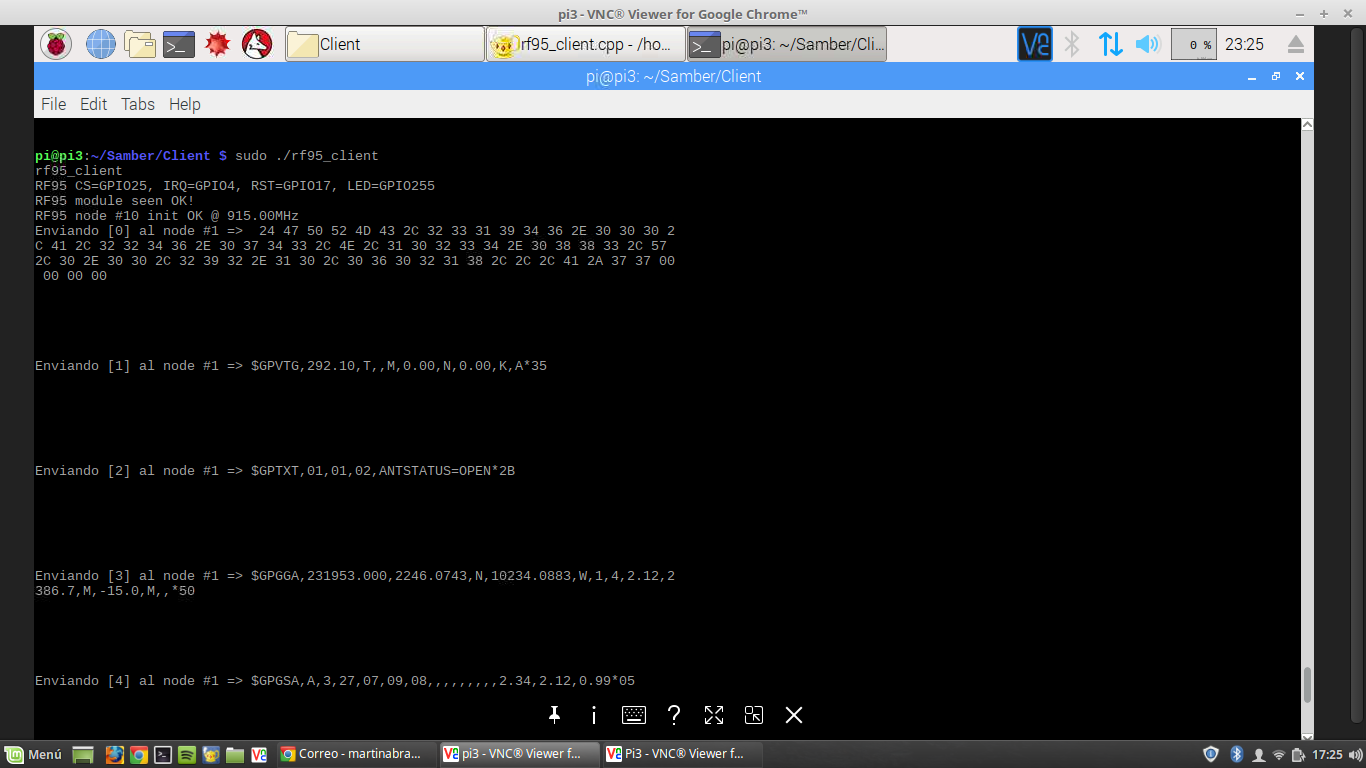 pi3 - VNC® Viewer for Google Chrome™
Client
rf95_client.cpp - /ho...
pi@pi3: ~/Samber/Cli...
0 %
23:25
pi@pi3: ~/Samber/Client
File Edit Tabs Help
pi@pi3:~/Samber/Client $ sudo ./rf95_client
rf95_client
RF95 CS=GPIO25, IRQ=GPIO4, RST=GPIO17, LED=GPIO255
RF95 module seen OK!
RF95 node #10 init OK @ 915.00MHz
Enviando [0] al node #1 =>  24 47 50 52 4D 43 2C 32 33 31 39 34 36 2E 30 30 30 2
C 41 2C 32 32 34 36 2E 30 37 34 33 2C 4E 2C 31 30 32 33 34 2E 30 38 38 33 2C 57
2C 30 2E 30 30 2C 32 39 32 2E 31 30 2C 30 36 30 32 31 38 2C 2C 2C 41 2A 37 37 00
 00 00 00
Enviando [1] al node #1 => $GPVTG,292.10,T,,M,0.00,N,0.00,K,A*35
Enviando [2] al node #1 => $GPTXT,01,01,02,ANTSTATUS=OPEN*2B
Enviando [3] al node #1 => $GPGGA,231953.000,2246.0743,N,10234.0883,W,1,4,2.12,2
386.7,M,-15.0,M,,*50
Enviando [4] al node #1 => $GPGSA,A,3,27,07,09,08,,,,,,,,,2.34,2.12,0.99*05
Menú
Correo - martinabra...
pi3 - VNC® Viewer f...
Pi3 - VNC® Viewer f...
17:25